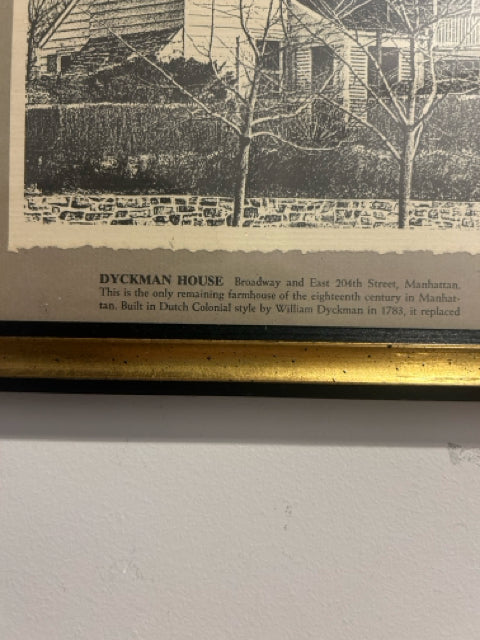 DYCKMAN HOUSE Broadway and East 204th Street, Manhattan.
This is the only remaining farmhouse of the eighteenth century in Manhat-
tan. Built in Dutch Colonial style by William Dyckman in 1783, it replaced